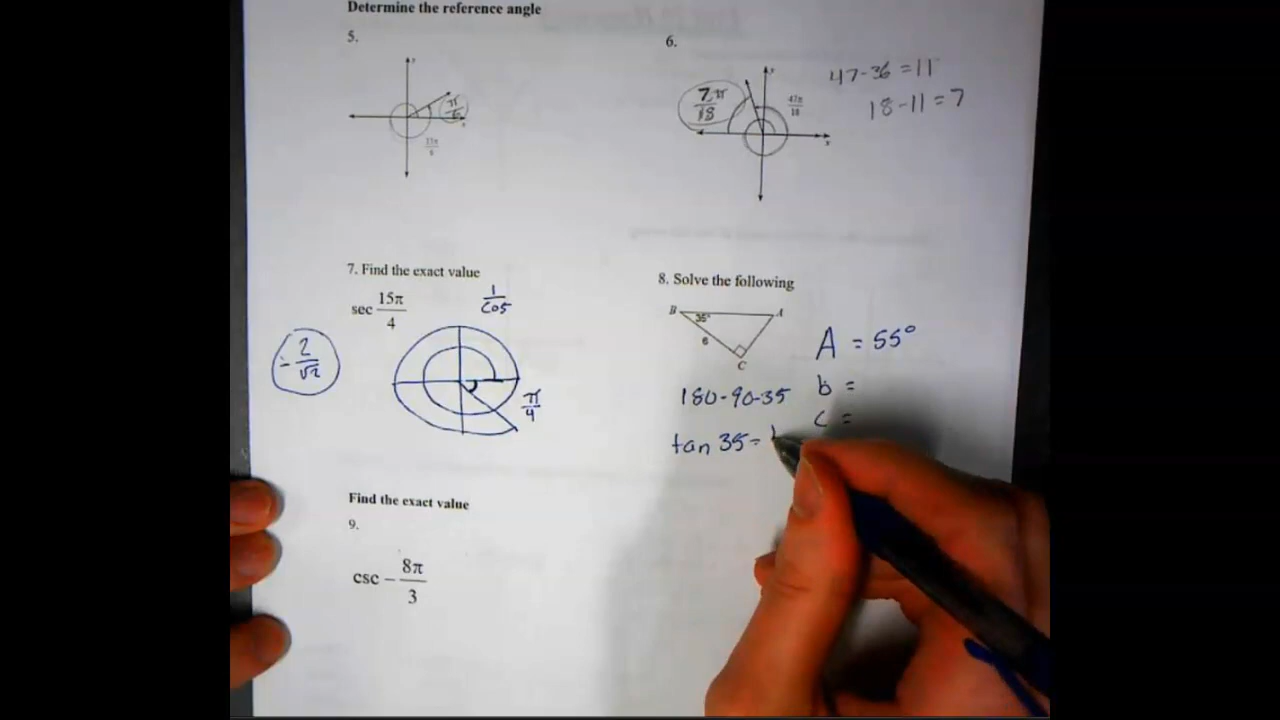 Determine the reference angle
5.
6.
y
π/6
x
y
7π/18
47π/18
x
47-36 = 11
18-11 = 7
7. Find the exact value
sec 15π/4
1/cos
- 2/√2
π/4
8. Solve the following
B 35° A
6
C
A = 55°
180-90-35
b =
c =
tan 35 =
Find the exact value
9.
csc - 8π/3